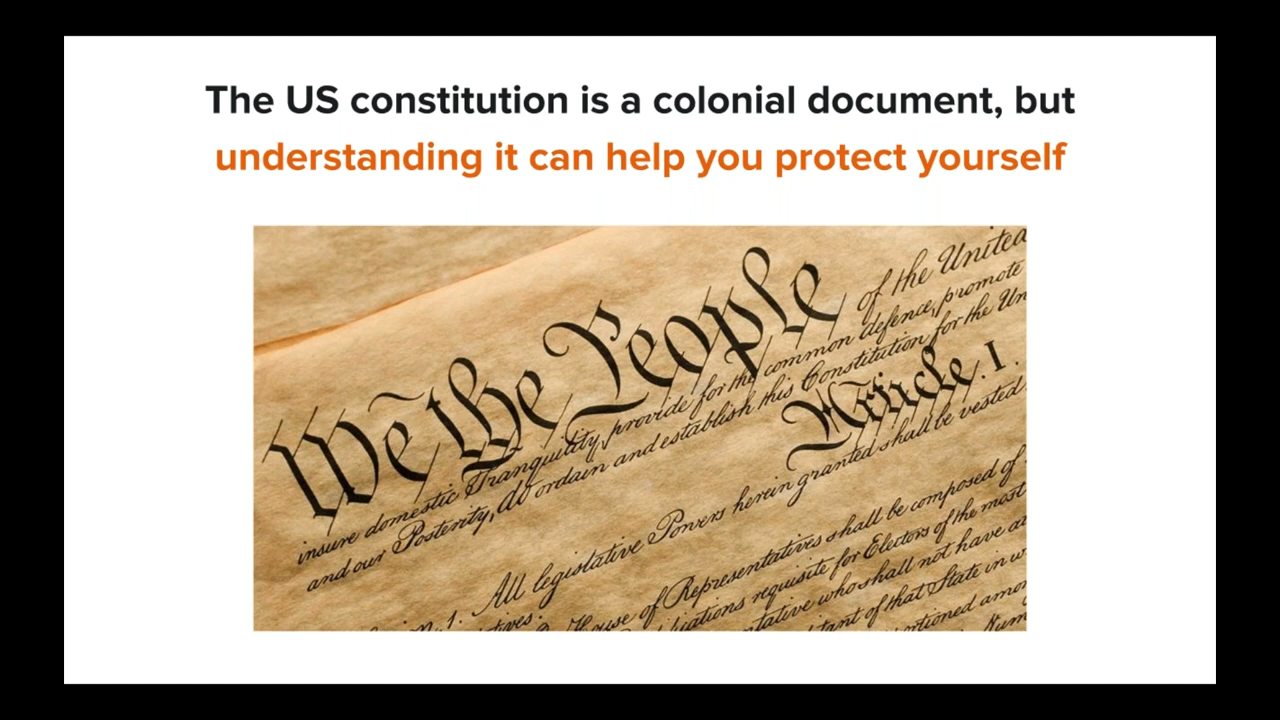 The US constitution is a colonial document, but
understanding it can help you protect yourself
We the People of the United
insure domestic Tranquility, provide for the common defence, promote
and our Posterity, do ordain and establish this Constitution for the Un
Article. I.
All legislative Powers herein granted shall be vested
House of Representatives shall be composed of
requisite for Electors of the most
who shall not have
of that State in